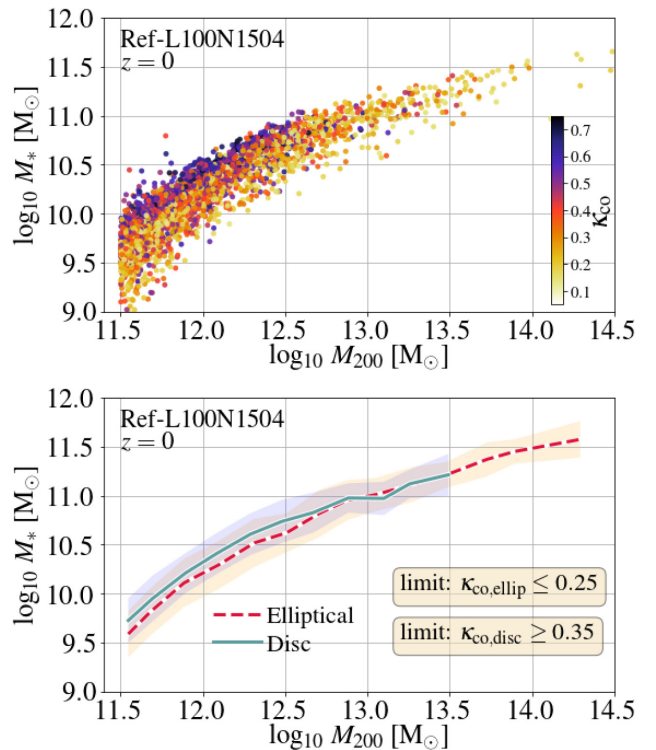 12.0
Ref-L100N1504
z = 0
11.5
11.0
10.5
10.0
9.5
9.0
log₁₀ M∗ [M⊙]
0.7
0.6
0.5
0.4
0.3
0.2
0.1
κco
11.5 12.0 12.5 13.0 13.5 14.0 14.5
log₁₀ M₂₀₀ [M⊙]
12.0
Ref-L100N1504
z = 0
11.5
11.0
10.5
10.0
9.5
9.0
log₁₀ M∗ [M⊙]
limit: κco,ellip ≤ 0.25
Elliptical
limit: κco,disc ≥ 0.35
Disc
11.5 12.0 12.5 13.0 13.5 14.0 14.5
log₁₀ M₂₀₀ [M⊙]